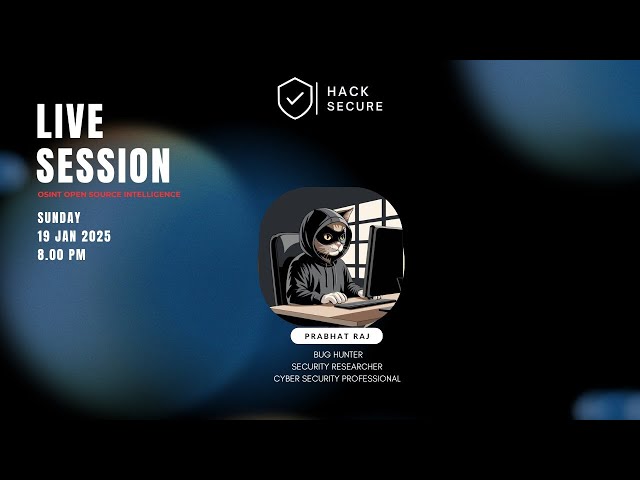 HACK
SECURE
LIVE
SESSION
OSINT OPEN SOURCE INTELLIGENCE
SUNDAY
19 JAN 2025
8.00 PM
PRABHAT RAJ
BUG HUNTER
SECURITY RESEARCHER
CYBER SECURITY PROFESSIONAL